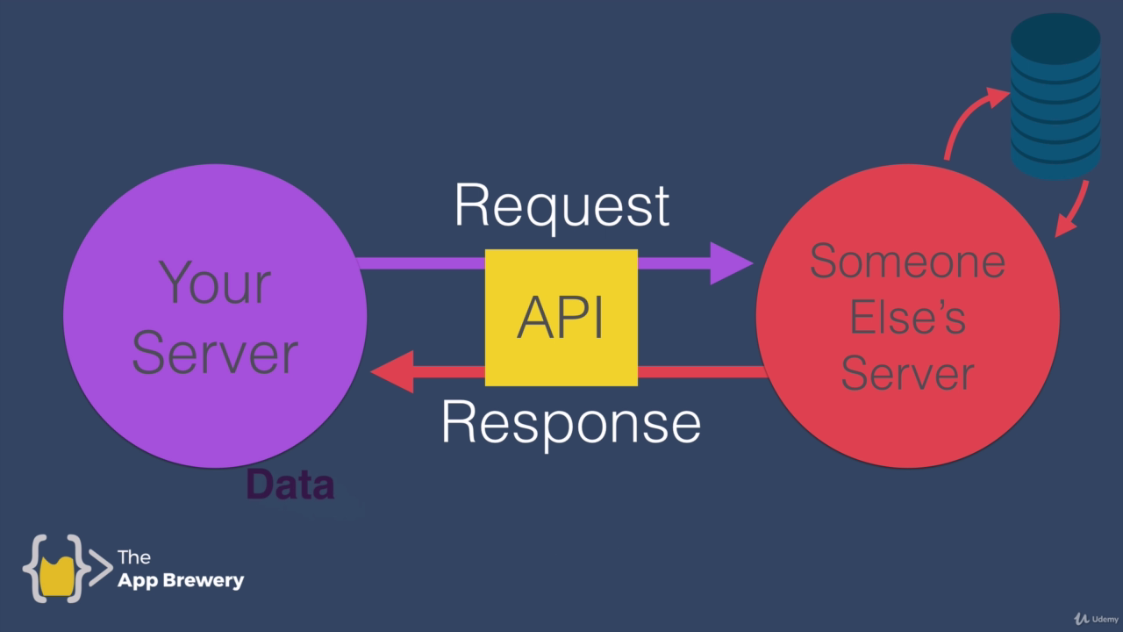 Request
Your
Server
API
Someone
Else's
Server
Response
Data
The
App Brewery
Udemy